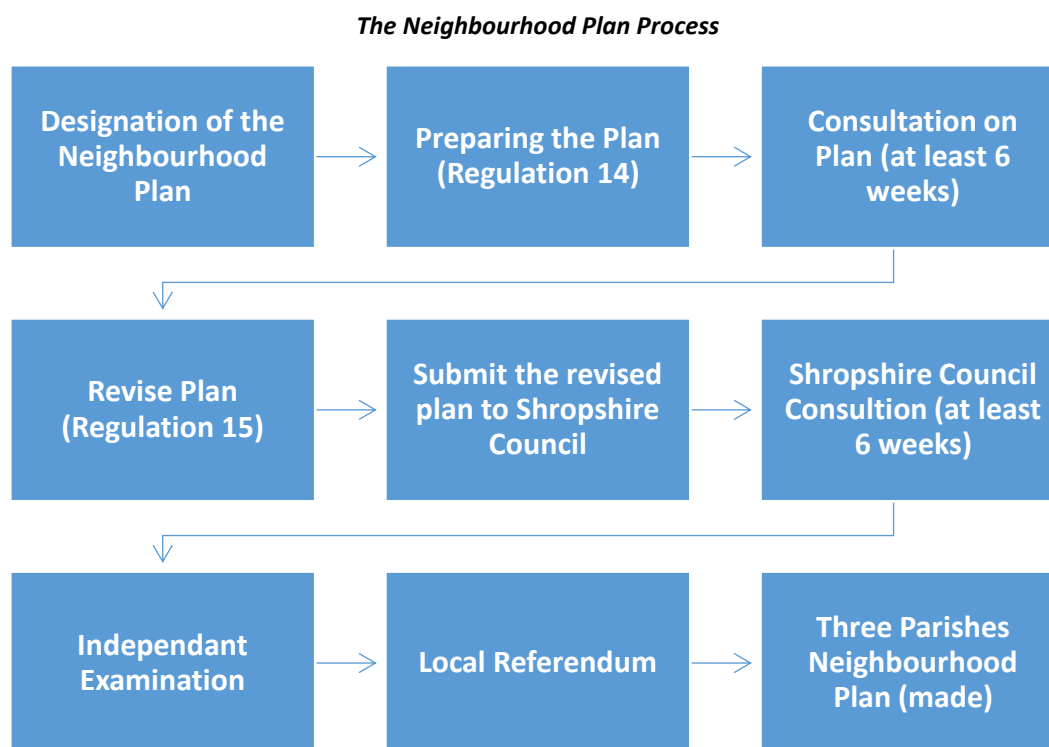 The Neighbourhood Plan Process
Designation of the
Neighbourhood
Plan
Preparing the Plan
(Regulation 14)
Consultation on
Plan (at least 6
weeks)
Revise Plan
(Regulation 15)
Submit the revised
plan to Shropshire
Council
Shropshire Council
Consultion (at least
6 weeks)
Independant
Examination
Local Referendum
Three Parishes
Neighbourhood
Plan (made)